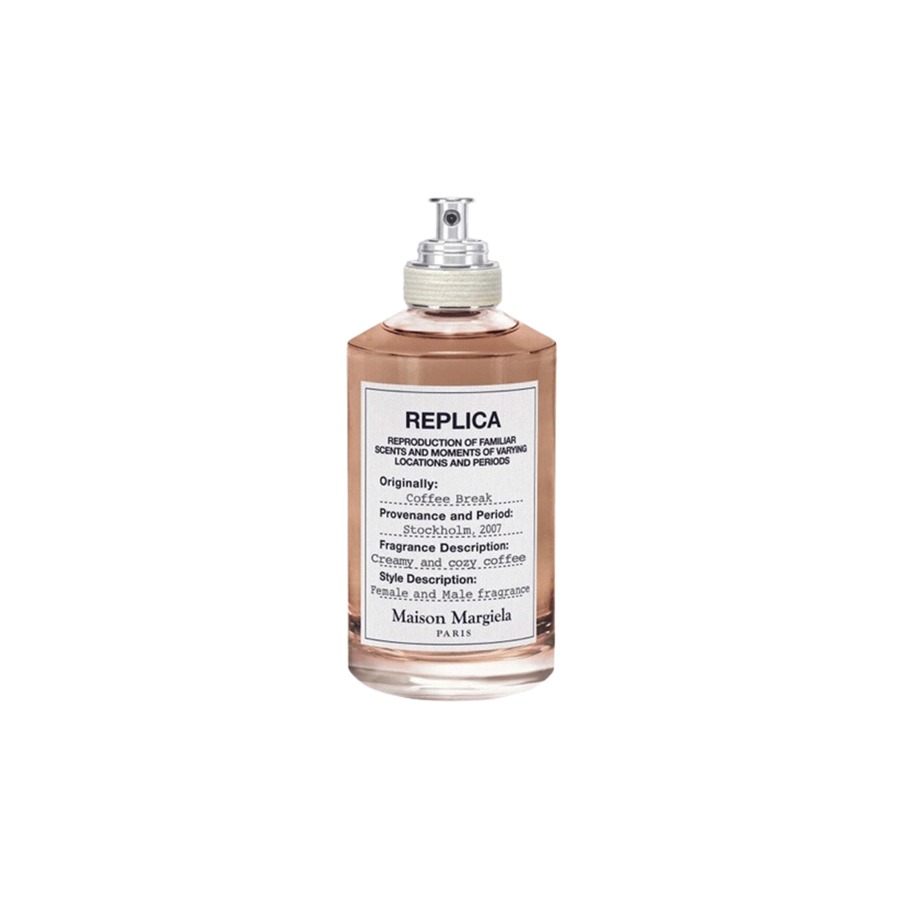 REPLICA
REPRODUCTION OF FAMILIAR
SCENTS AND MOMENTS OF VARYING
LOCATIONS AND PERIODS
Originally:
Coffee Break
Provenance and Period:
Stockholm, 2007
Fragrance Description:
Creamy and cozy coffee
Style Description:
Female and Male fragrance
Maison Margiela
PARIS